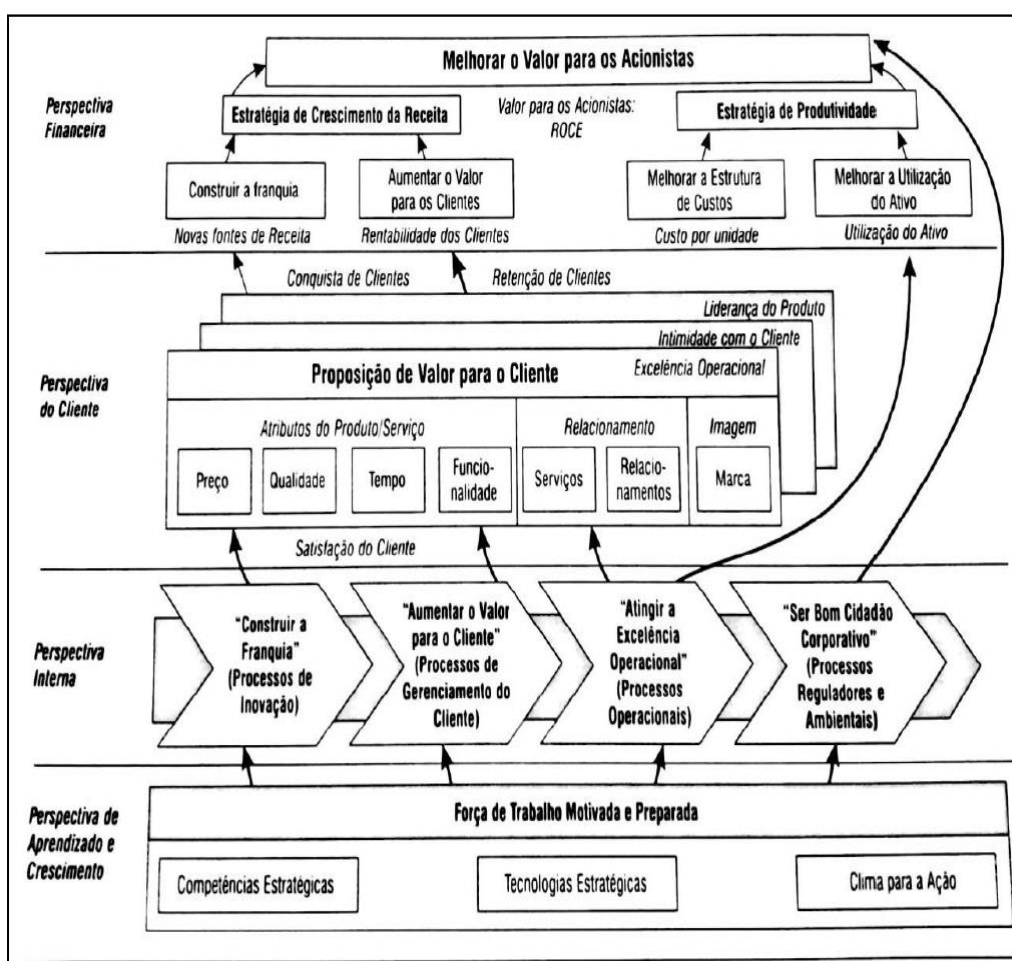 Melhorar o Valor para os Acionistas
Perspectiva
Financeira
Estratégia de Crescimento da Receita
Valor para os Acionistas:
ROCE
Estratégia de Produtividade
Construir a franquia
Aumentar o Valor
para os Clientes
Melhorar a Estrutura
de Custos
Melhorar a Utilização
do Ativo
Novas fontes de Receita
Rentabilidade dos Clientes
Custo por unidade
Utilização do Ativo
Conquista de Clientes
Retenção de Clientes
Liderança do Produto
Intimidade com o Cliente
Excelência Operacional
Perspectiva
do Cliente
Proposição de Valor para o Cliente
Atributos do Produto/Serviço
Relacionamento
Imagem
Preço
Qualidade
Tempo
Funcio-
nalidade
Serviços
Relacio-
namentos
Marca
Satisfação do Cliente
Perspectiva
Interna
"Construir a
Franquia"
(Processos de
Inovação)
"Aumentar o Valor
para o Cliente"
(Processos de
Gerenciamento do
Cliente)
"Atingir a
Excelência
Operacional"
(Processos
Operacionais)
"Ser Bom Cidadão
Corporativo"
(Processos
Reguladores e
Ambientais)
Perspectiva de
Aprendizado e
Crescimento
Força de Trabalho Motivada e Preparada
Competências Estratégicas
Tecnologias Estratégicas
Clima para a Ação